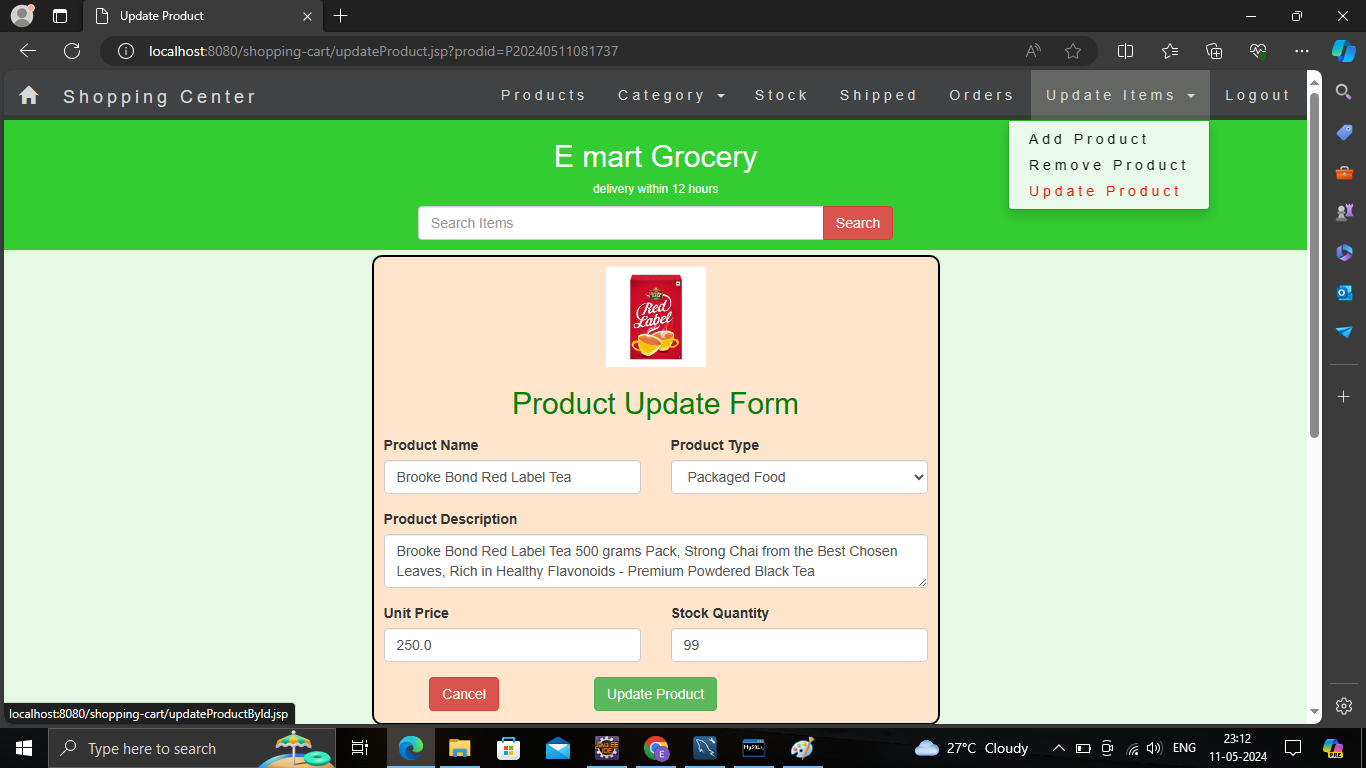 Update Product
localhost:8080/shopping-cart/updateProduct.jsp?prodid=P20240511081737
Shopping Center
Products
Category
Stock
Shipped
Orders
Update Items
Logout
Add Product
Remove Product
Update Product
E mart Grocery
delivery within 12 hours
Search Items
Search
Red
Label
Product Update Form
Product Name
Product Type
Brooke Bond Red Label Tea
Packaged Food
Product Description
Brooke Bond Red Label Tea 500 grams Pack, Strong Chai from the Best Chosen
Leaves, Rich in Healthy Flavonoids - Premium Powdered Black Tea
Unit Price
Stock Quantity
250.0
99
Cancel
Update Product
localhost:8080/shopping-cart/updateProductById.jsp
Type here to search
27°C Cloudy
ENG
23:12
11-05-2024